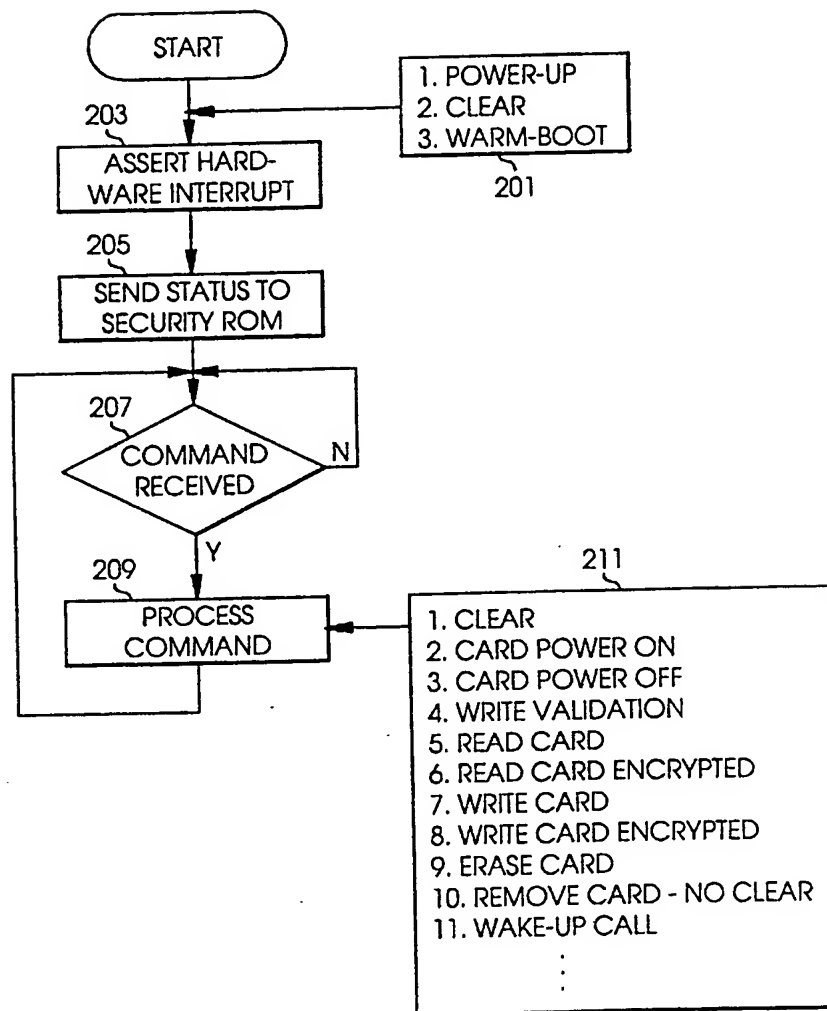 START
1. POWER-UP
2. CLEAR
3. WARM-BOOT
201
203
ASSERT HARD-
WARE INTERRUPT
205
SEND STATUS TO
SECURITY ROM
207
COMMAND
RECEIVED
N
Y
209
PROCESS
COMMAND
211
1. CLEAR
2. CARD POWER ON
3. CARD POWER OFF
4. WRITE VALIDATION
5. READ CARD
6. READ CARD ENCRYPTED
7. WRITE CARD
8. WRITE CARD ENCRYPTED
9. ERASE CARD
10. REMOVE CARD - NO CLEAR
11. WAKE-UP CALL